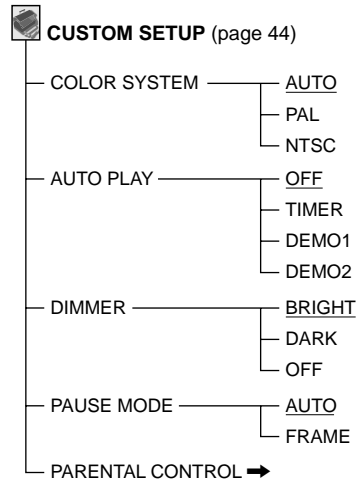 CUSTOM SETUP (page 44)
COLOR SYSTEM AUTO
PAL
NTSC
AUTO PLAY OFF
TIMER
DEMO1
DEMO2
DIMMER BRIGHT
DARK
OFF
PAUSE MODE AUTO
FRAME
PARENTAL CONTROL ➞